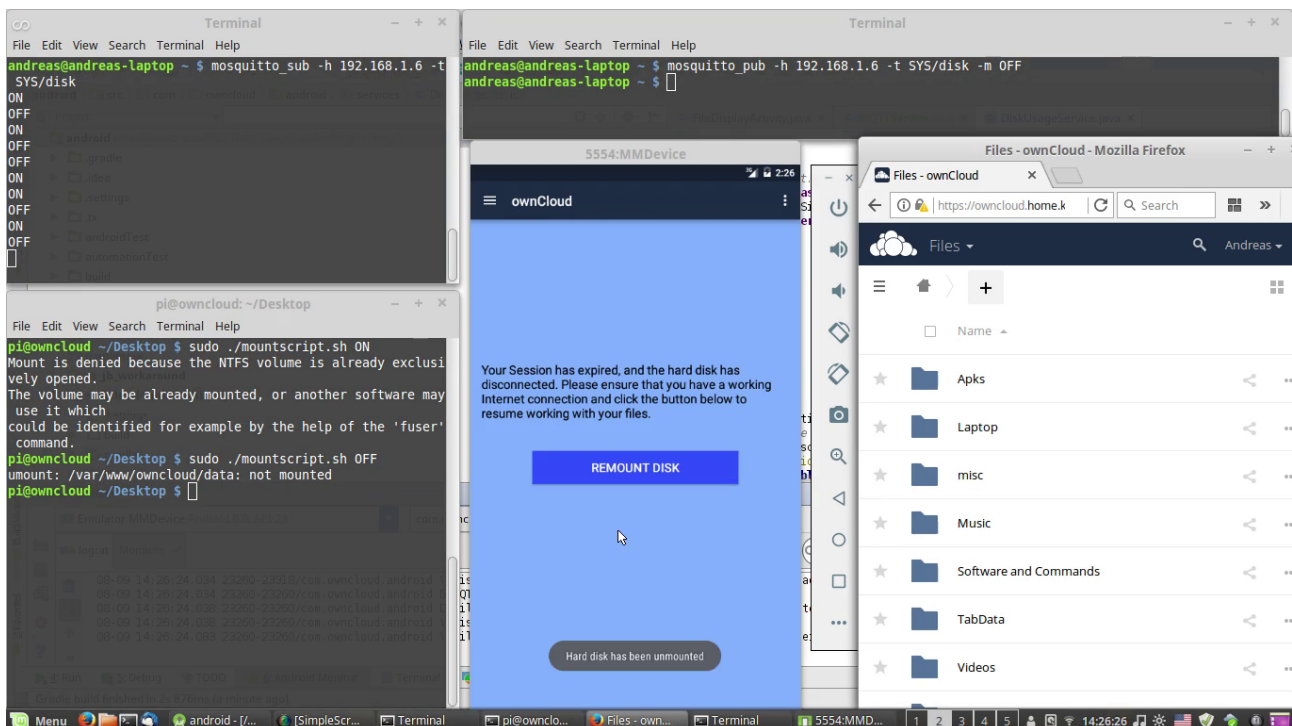 Terminal
File Edit View Search Terminal Help
andreas@andreas-laptop ~ $ mosquitto_sub -h 192.168.1.6 -t
SYS/disk
ON
OFF
ON
OFF
OFF
ON
ON
OFF
ON
OFF
Terminal
File Edit View Search Terminal Help
andreas@andreas-laptop ~ $ mosquitto_pub -h 192.168.1.6 -t SYS/disk -m OFF
andreas@andreas-laptop ~ $
pi@owncloud: ~/Desktop
File Edit View Search Terminal Help
pi@owncloud ~/Desktop $ sudo ./mountscript.sh ON
Mount is denied because the NTFS volume is already exclusi
vely opened.
The volume may be already mounted, or another software may
use it which
could be identified for example by the help of the 'fuser'
command.
pi@owncloud ~/Desktop $ sudo ./mountscript.sh OFF
umount: /var/www/owncloud/data: not mounted
pi@owncloud ~/Desktop $
5554:MMDevice
2:26
ownCloud
Your Session has expired, and the hard disk has
disconnected. Please ensure that you have a working
Internet connection and click the button below to
resume working with your files.
REMOUNT DISK
Hard disk has been unmounted
Files - ownCloud - Mozilla Firefox
Files - ownCloud
https://owncloud.home.k
Search
Files
Andreas
Name
Apks
Laptop
misc
Music
Software and Commands
TabData
Videos
Menu
android - [/...
[SimpleScr...
Terminal
pi@ownclo...
Files - own...
Terminal
5554:MMD...
1 2 3 4 5
14:26:26